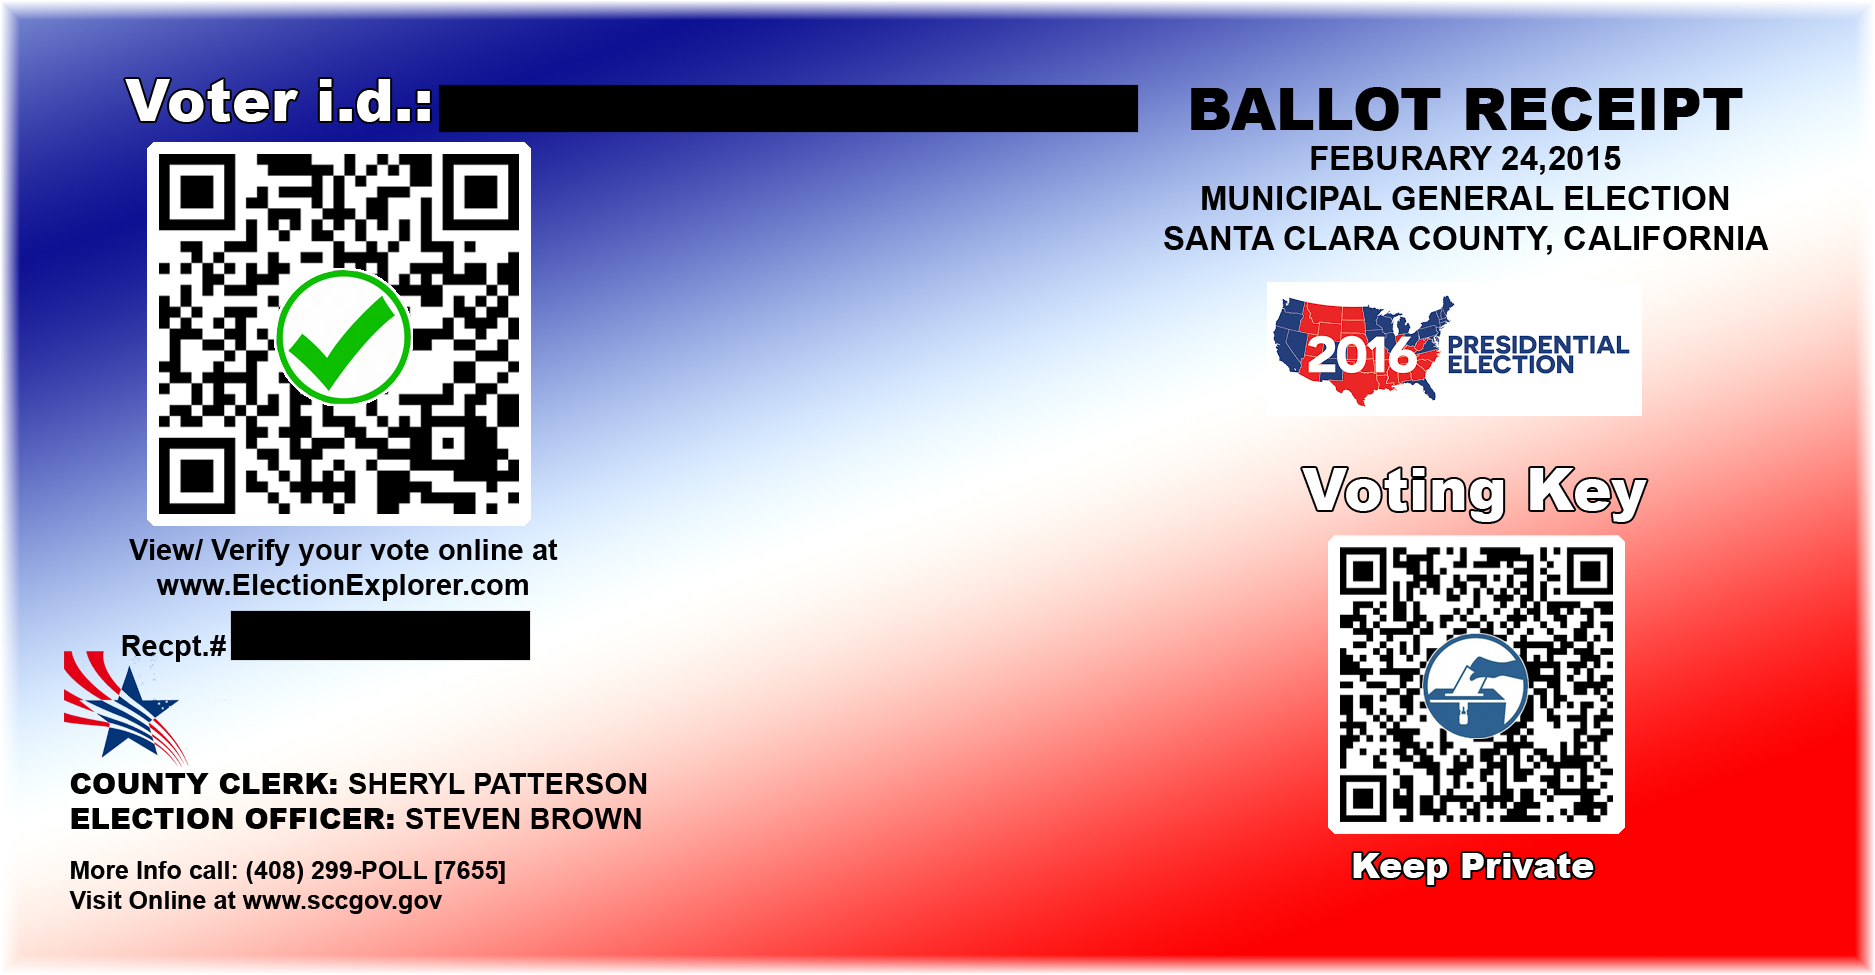 Voter i.d.:
View/ Verify your vote online at
www.ElectionExplorer.com
Recpt.#
COUNTY CLERK: SHERYL PATTERSON
ELECTION OFFICER: STEVEN BROWN
More Info call: (408) 299-POLL [7655]
Visit Online at www.sccgov.gov
BALLOT RECEIPT
FEBURARY 24,2015
MUNICIPAL GENERAL ELECTION
SANTA CLARA COUNTY, CALIFORNIA
2016 PRESIDENTIAL
ELECTION
Voting Key
Keep Private